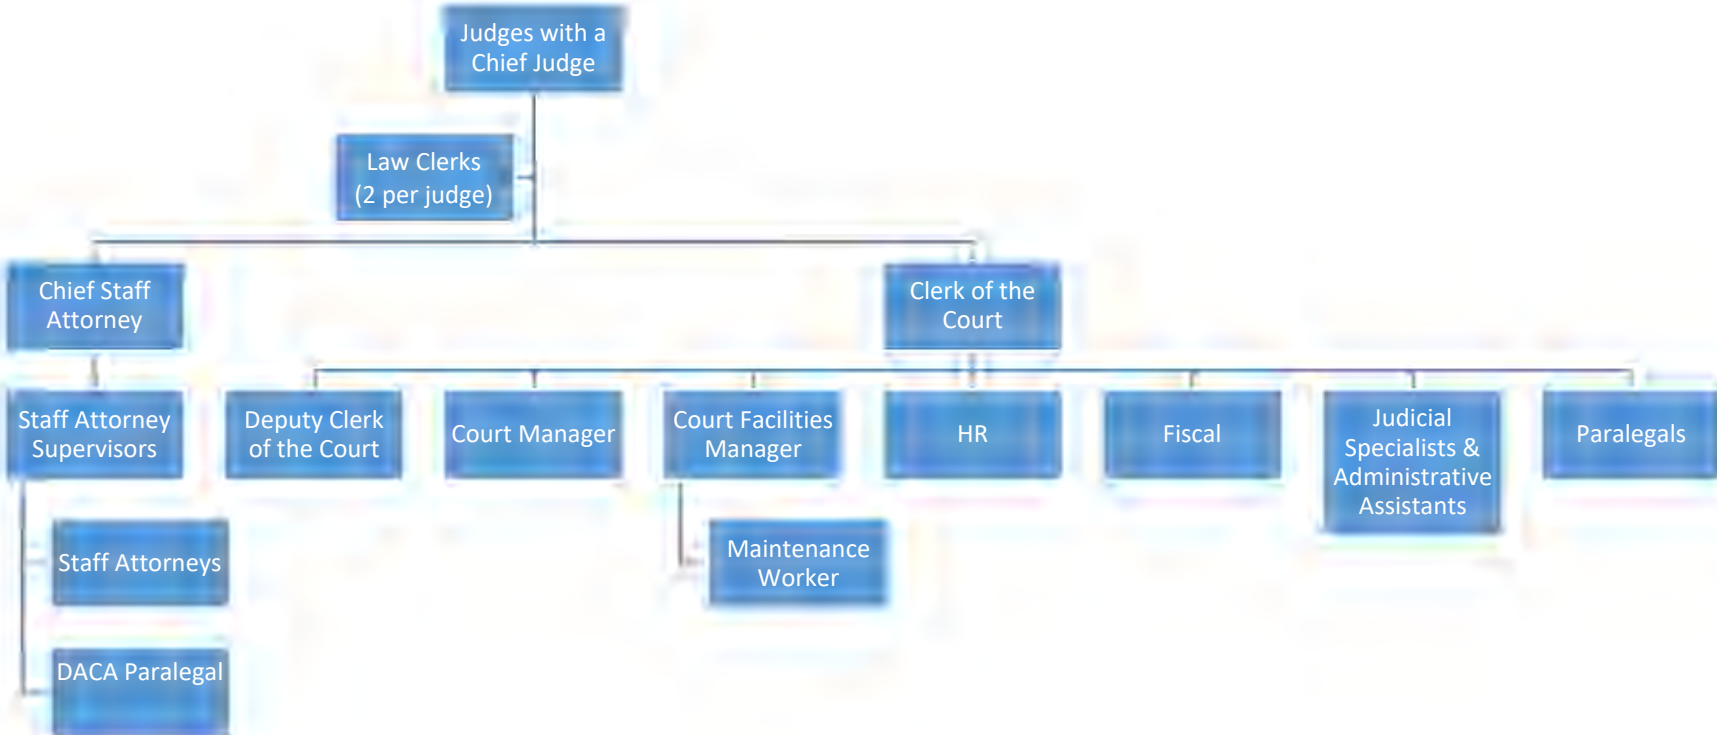 Judges with a
Chief Judge
Law Clerks
(2 per judge)
Chief Staff
Attorney
Clerk of the
Court
Staff Attorney
Supervisors
Deputy Clerk
of the Court
Court Manager
Court Facilities
Manager
HR
Fiscal
Judicial
Specialists &
Administrative
Assistants
Paralegals
Staff Attorneys
Maintenance
Worker
DACA Paralegal